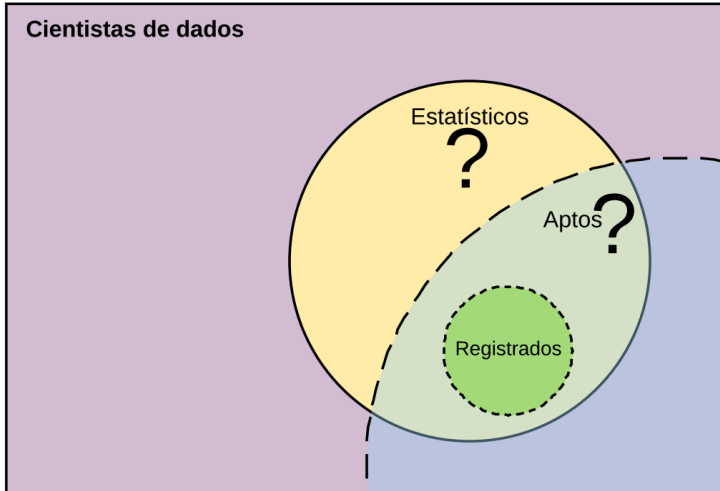 Cientistas de dados
Estatísticos
?
Aptos ?
Registrados